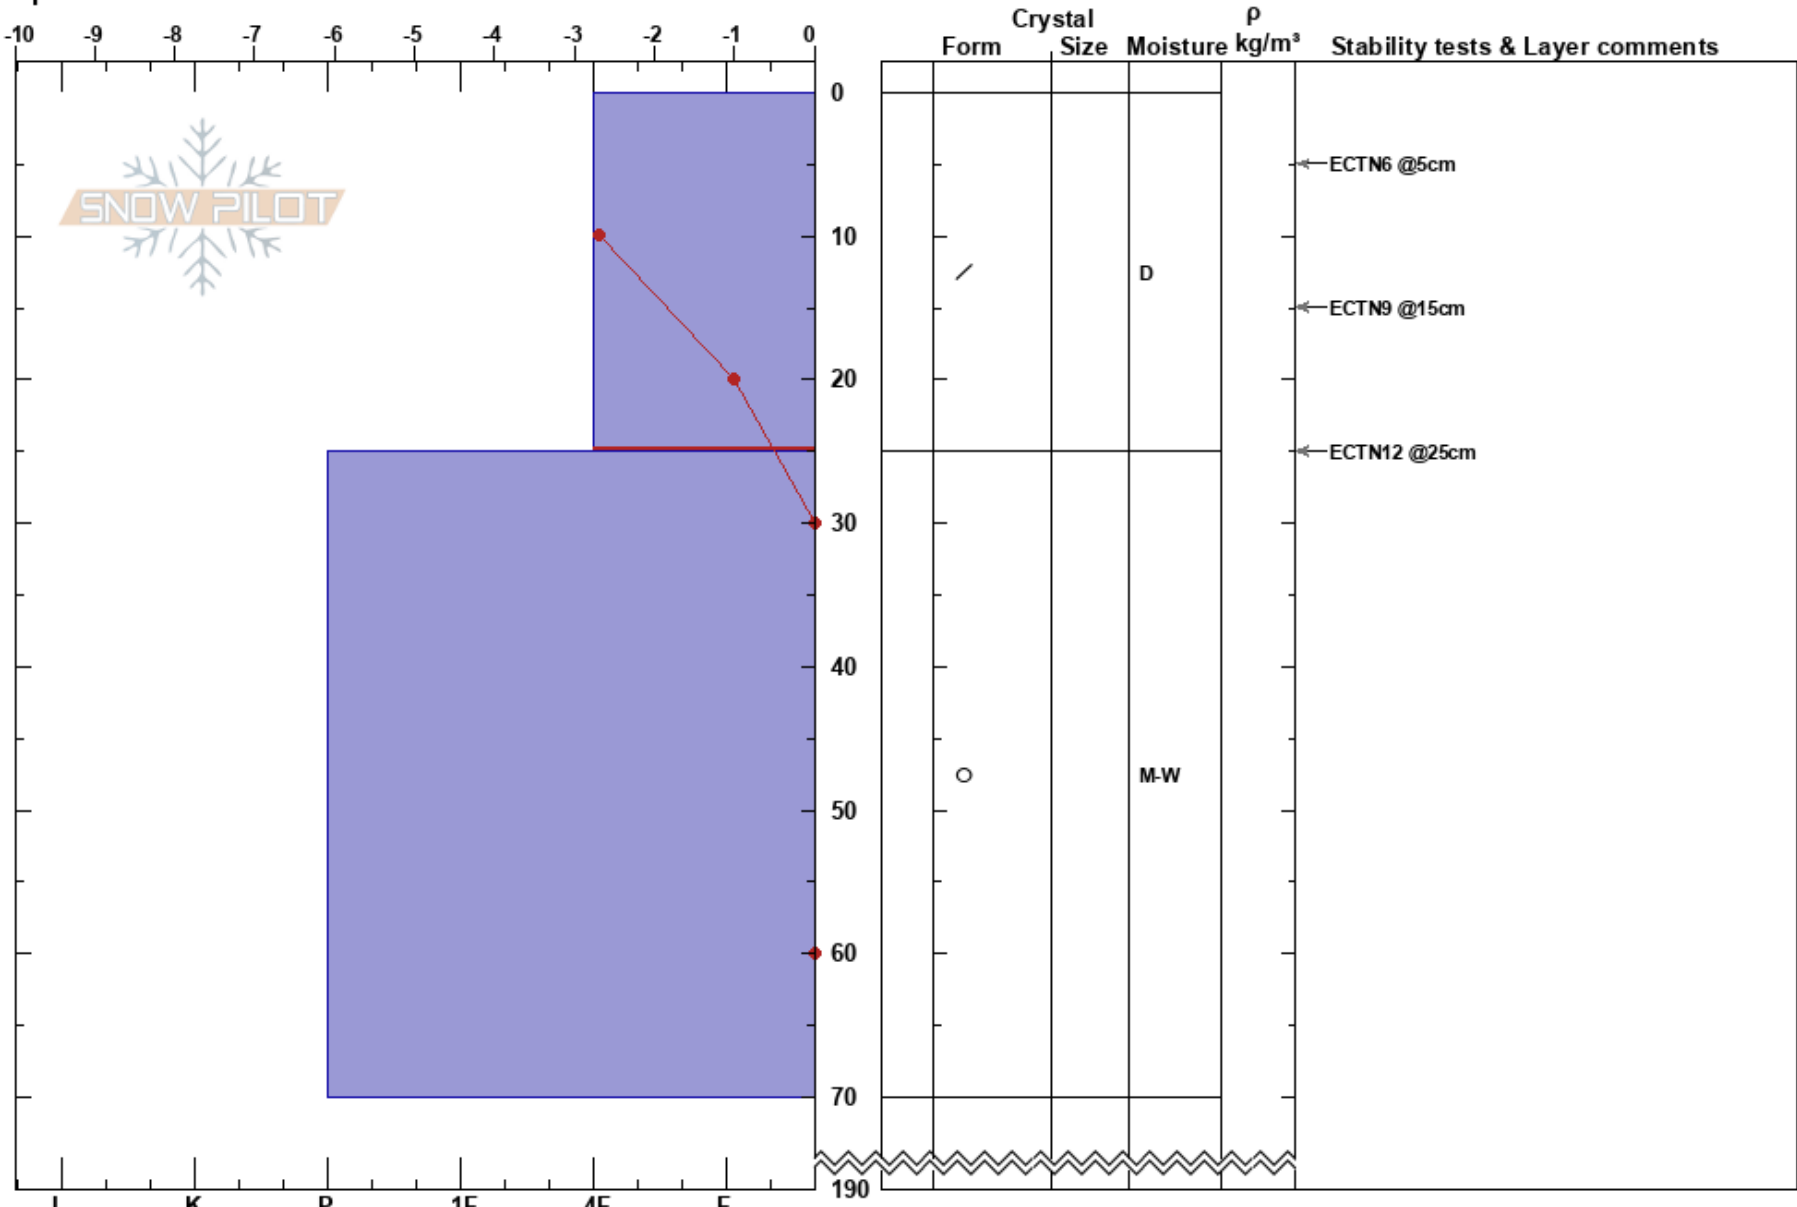 Crystal
ρ
-10 -9 -8 -7 -6 -5 -4 -3 -2 -1 0
Form Size Moisture kg/m³ Stability tests & Layer comments
0
ECTN6 @5cm
SNOW PILOT
10
D
ECTN9 @15cm
20
ECTN12 @25cm
30
40
M-W
50
60
70
190
K P 1F 4F F